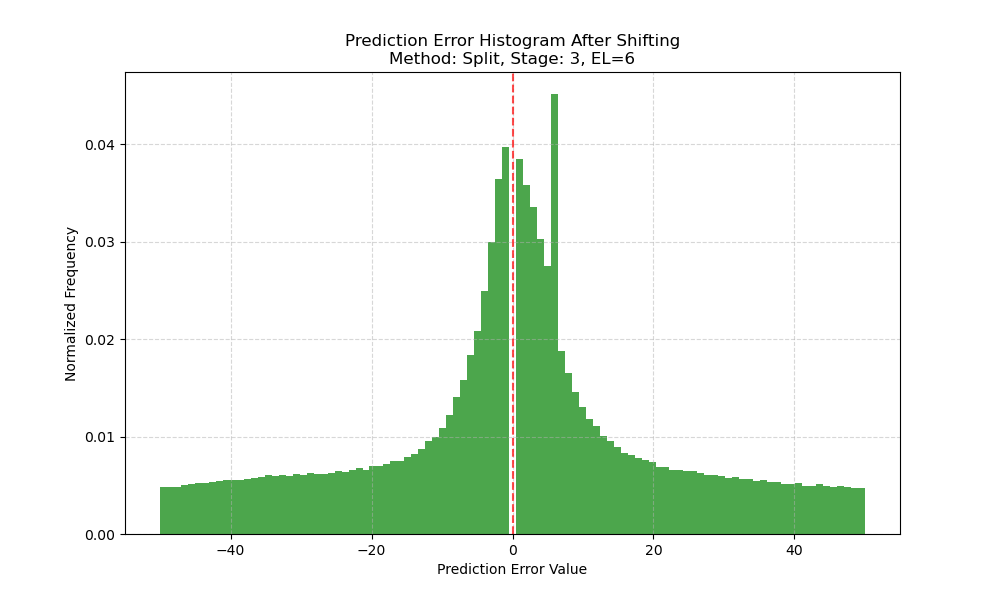 Prediction Error Histogram After Shifting
Method: Split, Stage: 3, EL=6
Normalized Frequency
0.04
0.03
0.02
0.01
0.00
−40
−20
0
20
40
Prediction Error Value